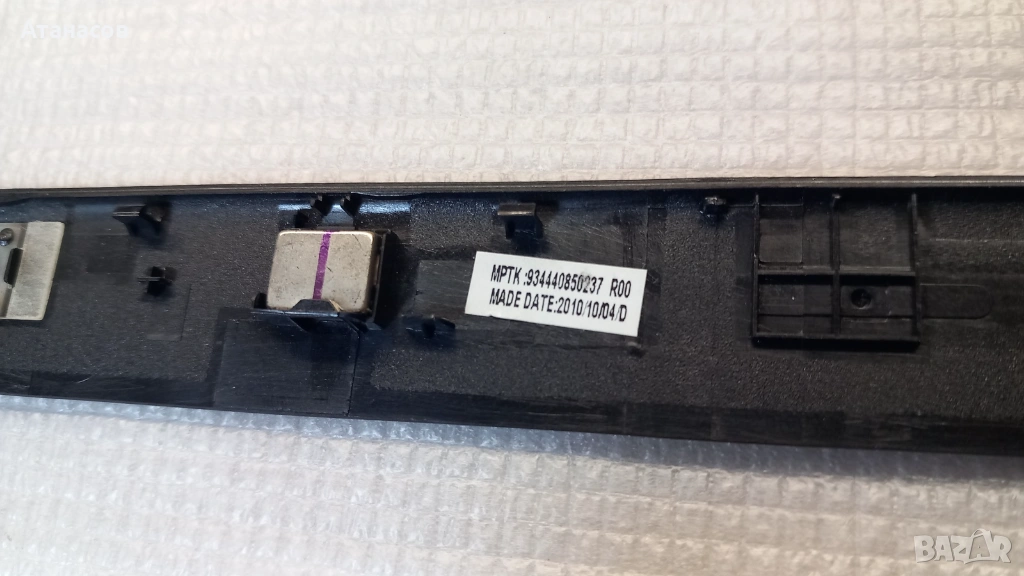 Атанасов
MPTK :934440850237 R00
MADE DATE:2010/10/04/D
BAZAR